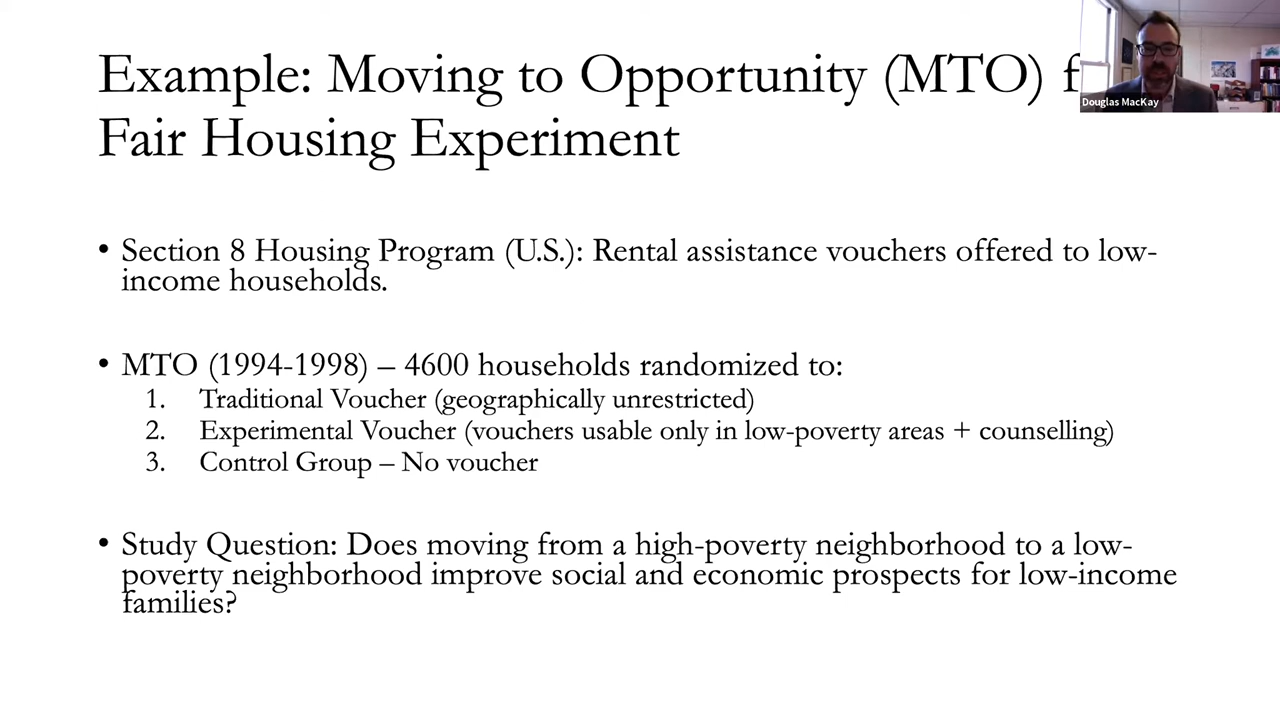 Example: Moving to Opportunity (MTO) f
Fair Housing Experiment
Douglas MacKay
• Section 8 Housing Program (U.S.): Rental assistance vouchers offered to low-
income households.
• MTO (1994-1998) – 4600 households randomized to:
1. Traditional Voucher (geographically unrestricted)
2. Experimental Voucher (vouchers usable only in low-poverty areas + counselling)
3. Control Group – No voucher
• Study Question: Does moving from a high-poverty neighborhood to a low-
poverty neighborhood improve social and economic prospects for low-income
families?